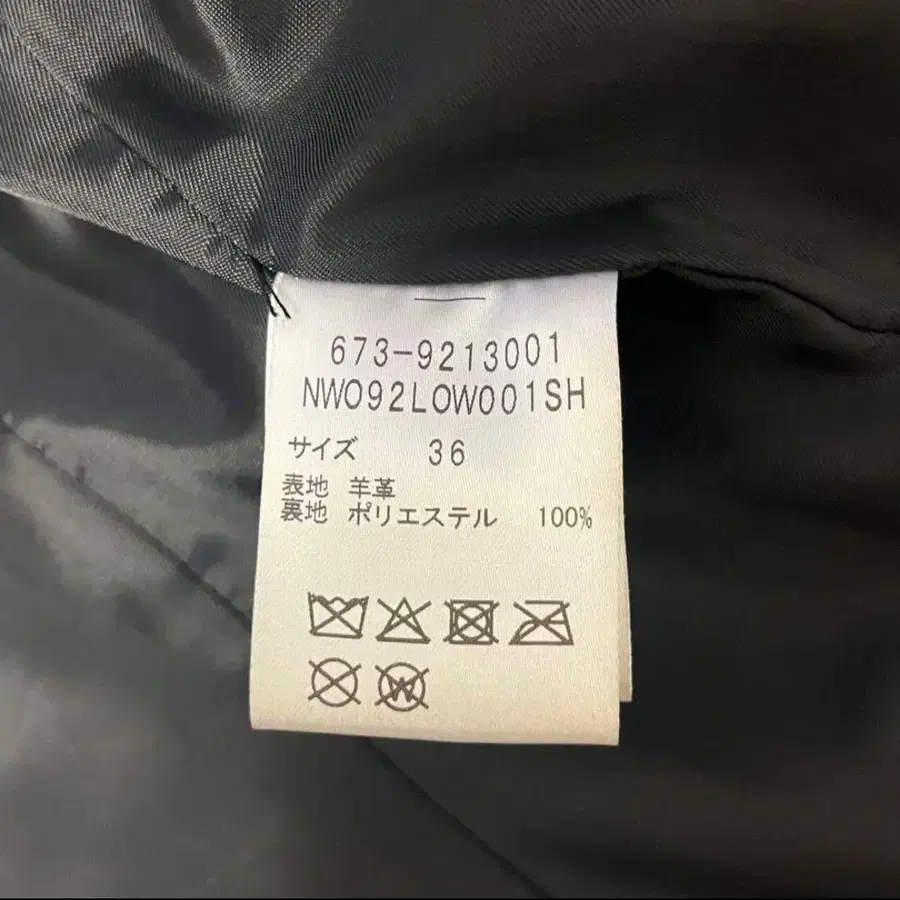 673-9213001
NW092LOW001SH
サイズ 36
表地 羊革
裏地 ポリエステル 100%
W